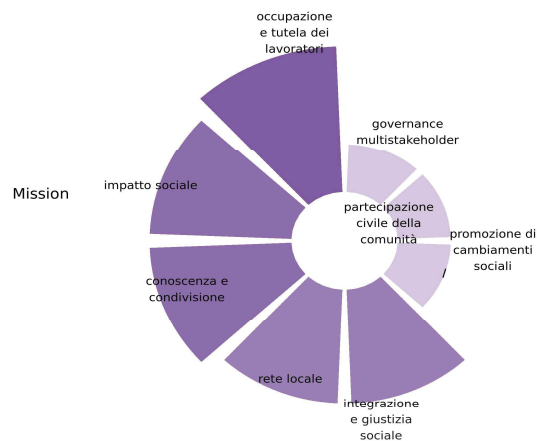 occupazione
e tutela dei
lavoratori
governance
multistakeholder
Mission
impatto sociale
partecipazione
civile della
comunità
promozione di
cambiamenti
sociali
/
conoscenza e
condivisione
rete locale
integrazione
e giustizia
sociale